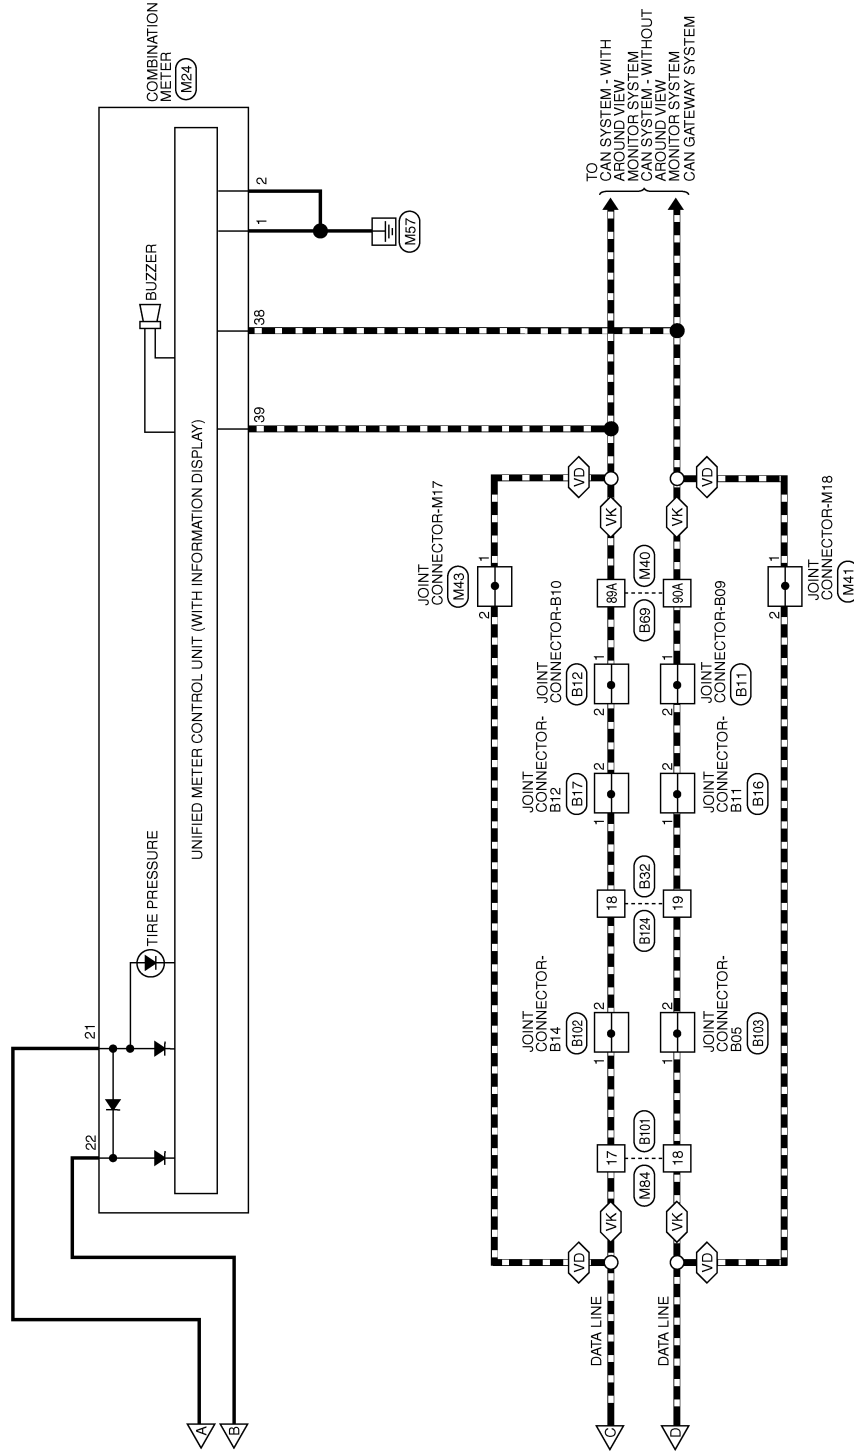 COMBINATION
METER
M24
2
1
M57
BUZZER
38
39
UNIFIED METER CONTROL UNIT (WITH INFORMATION DISPLAY)
TIRE PRESSURE
21
22
A
B
TO
CAN SYSTEM - WITH
AROUND VIEW
MONITOR SYSTEM
CAN SYSTEM - WITHOUT
AROUND VIEW
MONITOR SYSTEM
CAN GATEWAY SYSTEM
VD
VD
VK
VK
JOINT
CONNECTOR-M17
M43
1
2
JOINT
CONNECTOR-M18
M41
1
2
89A
90A
M40
B69
JOINT
CONNECTOR-B10
B12
1
2
JOINT
CONNECTOR-B09
B11
1
2
JOINT
CONNECTOR-
B12
B17
2
1
JOINT
CONNECTOR-
B11
B16
2
1
18
19
B32
B124
JOINT
CONNECTOR-
B14
B102
2
1
JOINT
CONNECTOR-
B05
B103
2
1
17
18
B101
M84
VK
VK
VD
VD
DATA LINE
DATA LINE
C
D